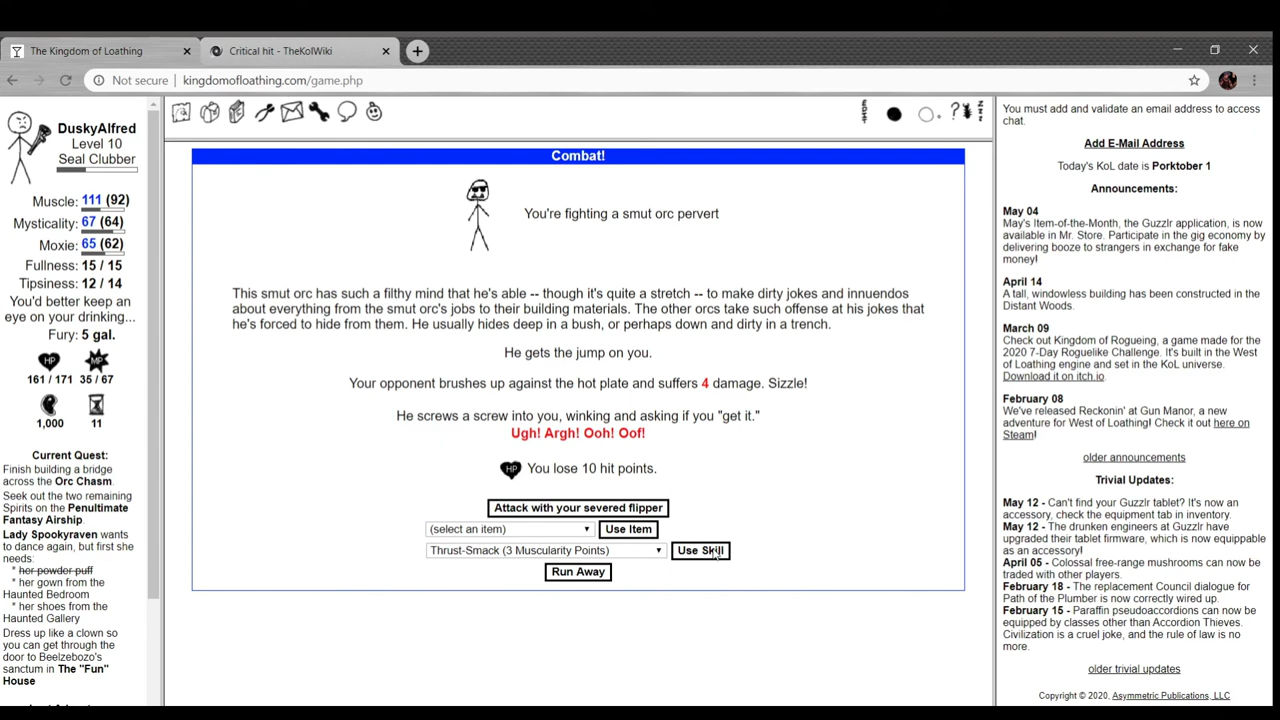 The Kingdom of Loathing
Critical hit - TheKolWiki
Not secure
kingdomofloathing.com/game.php
DuskyAlfred
Level 10
Seal Clubber
Muscle: 111 (92)
Mysticality: 67 (64)
Moxie: 65 (62)
Fullness: 15 / 15
Tipsiness: 12 / 14
You'd better keep an
eye on your drinking...
Fury: 5 gal.
HP MP
161 / 171 35 / 67
1,000 11
Current Quest:
Finish building a bridge
across the Orc Chasm.
Seek out the two remaining
Spirits on the Penultimate
Fantasy Airship.
Lady Spookyraven wants
to dance again, but first she
needs:
* her powder puff
* her gown from the
Haunted Bedroom
* her shoes from the
Haunted Gallery
Dress up like a clown so
you can get through the
door to Beelzebozo's
sanctum in The "Fun"
House
Combat!
You're fighting a smut orc pervert
This smut orc has such a filthy mind that he's able -- though it's quite a stretch -- to make dirty jokes and innuendos
about everything from the smut orc's jobs to their building materials. The other orcs take such offense at his jokes that
he's forced to hide from them. He usually hides deep in a bush, or perhaps down and dirty in a trench.
He gets the jump on you.
Your opponent brushes up against the hot plate and suffers 4 damage. Sizzle!
He screws a screw into you, winking and asking if you "get it."
Ugh! Argh! Ooh! Oof!
HP You lose 10 hit points.
Attack with your severed flipper
(select an item) Use Item
Thrust-Smack (3 Muscularity Points) Use Skill
Run Away
You must add and validate an email address to access
chat.
Add E-Mail Address
Today's KoL date is Porktober 1
Announcements:
May 04
May's Item-of-the-Month, the Guzzlr application, is now
available in Mr. Store. Participate in the gig economy by
delivering booze to strangers in exchange for fake
money!
April 14
A tall, windowless building has been constructed in the
Distant Woods.
March 09
Check out Kingdom of Rogueing, a game made for the
2020 7-Day Roguelike Challenge. It's built in the West
of Loathing engine and set in the KoL universe.
Download it on itch.io.
February 08
We've released Reckonin' at Gun Manor, a new
adventure for West of Loathing! Check it out here on
Steam!
older announcements
Trivial Updates:
May 12 - Can't find your Guzzlr tablet? It's now an
accessory, check the equipment tab in inventory.
May 12 - The drunken engineers at Guzzlr have
upgraded their tablet firmware, which is now equippable
as an accessory!
April 05 - Colossal free-range mushrooms can now be
traded with other players.
February 18 - The replacement Council dialogue for
Path of the Plumber is now correctly wired up.
February 15 - Paraffin pseudoaccordions can now be
equipped by classes other than Accordion Thieves.
Civilization is a cruel joke, and the rule of law is no
more.
older trivial updates
Copyright © 2020, Asymmetric Publications, LLC